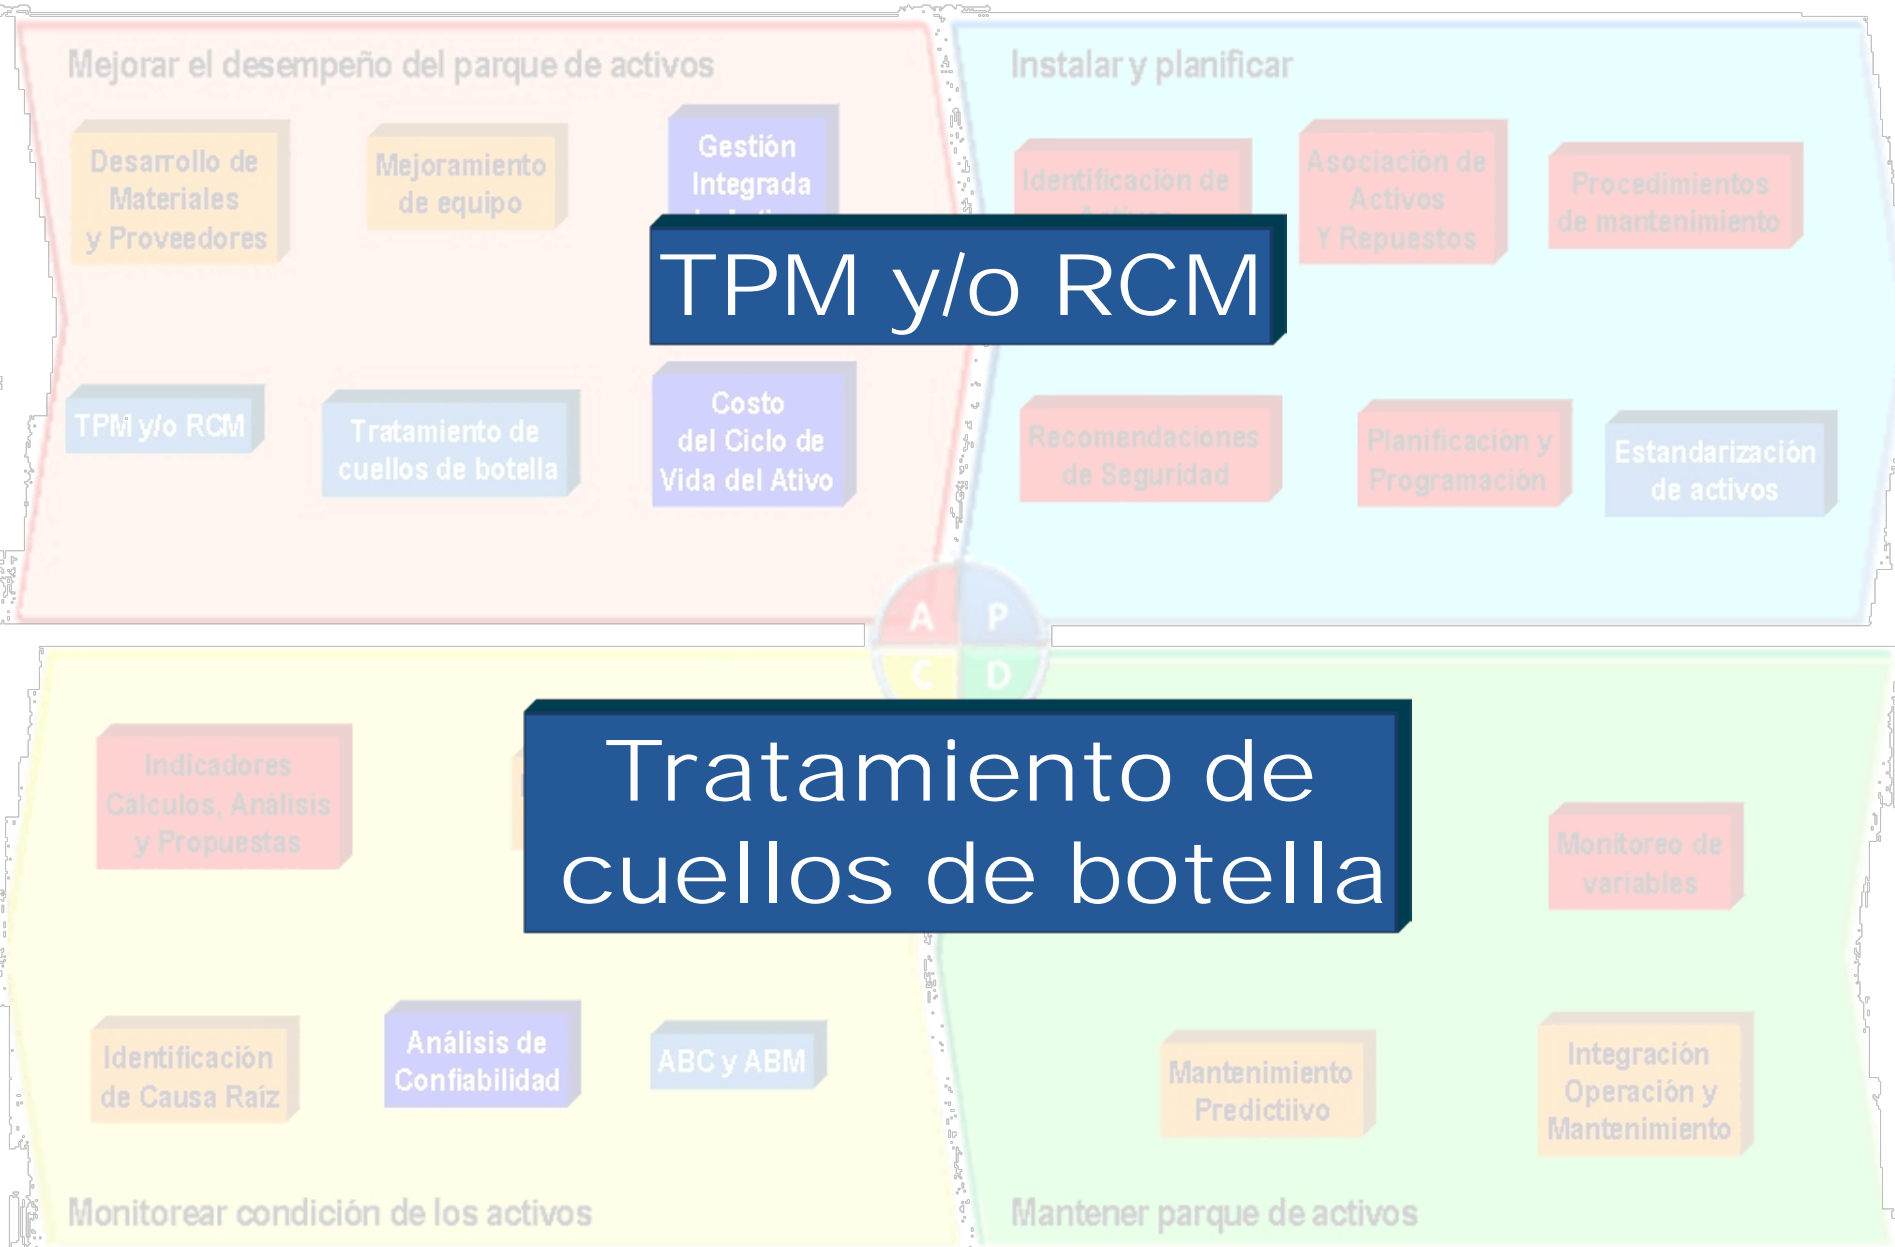 Mejorar el desempeño del parque de activos
Desarrollo de
Materiales
y Proveedores
Mejoramiento
de equipo
Gestión
Integrada
TPM y/o RCM
Tratamiento de
cuellos de botella
Costo
del Ciclo de
Vida del Ativo
Instalar y planificar
Identificación de
Asociación de
Activos
Y Repuestos
Procedimientos
de mantenimiento
Recomendaciones
de Seguridad
Planificación y
Programación
Estandarización
de activos
TPM y/o RCM
A P
C D
Tratamiento de
cuellos de botella
Indicadores
Cálculos, Análisis
y Propuestas
Identificación
de Causa Raíz
Análisis de
Confiabilidad
ABC y ABM
Monitorear condición de los activos
Monitoreo de
variables
Mantenimiento
Predictiivo
Integración
Operación y
Mantenimiento
Mantener parque de activos